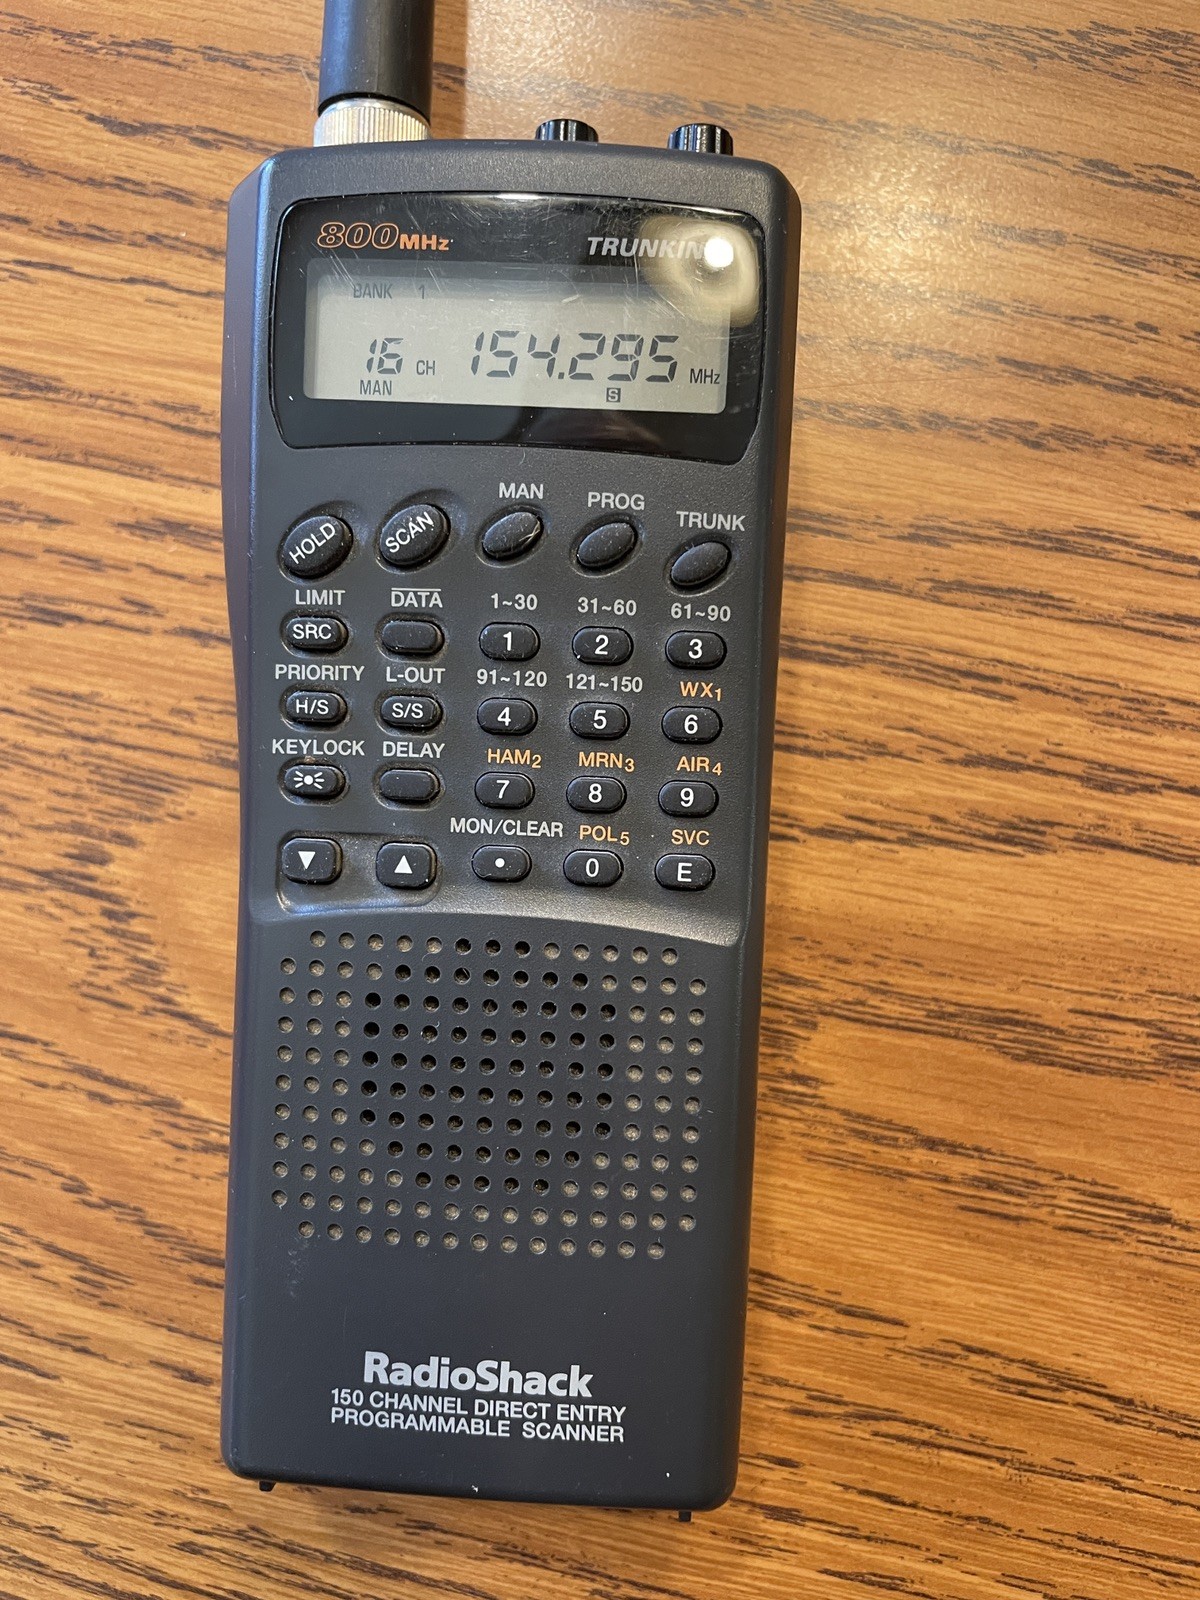 800MHz TRUNKIN
BANK 1
16 CH 154.295 MHz
MAN S
MAN PROG TRUNK
HOLD SCAN
LIMIT DATA 1~30 31~60 61~90
SRC 1 2 3
PRIORITY L-OUT 91~120 121~150 WX1
H/S S/S 4 5 6
KEYLOCK DELAY HAM2 MRN3 AIR4
7 8 9
MON/CLEAR POL5 SVC
▼ ▲ • 0 E
RadioShack
150 CHANNEL DIRECT ENTRY
PROGRAMMABLE SCANNER